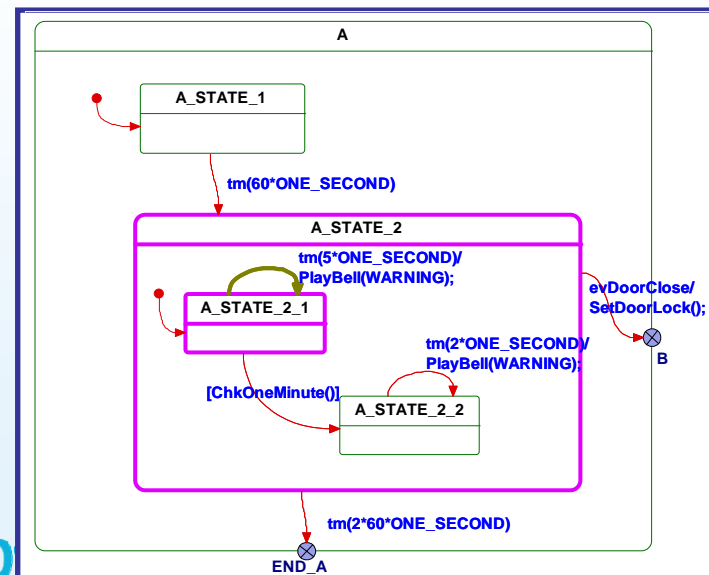 A
A_STATE_1
tm(60*ONE_SECOND)
A_STATE_2
tm(5*ONE_SECOND)/
PlayBell(WARNING);
evDoorClose/
SetDoorLock();
A_STATE_2_1
tm(2*ONE_SECOND)/
PlayBell(WARNING);
B
[ChkOneMinute()]
A_STATE_2_2
tm(2*60*ONE_SECOND)
END_A